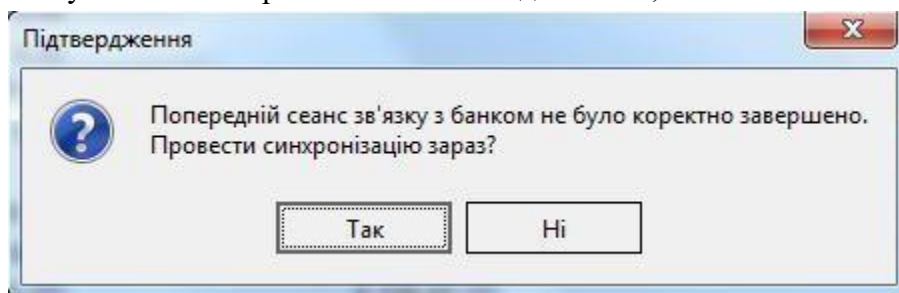 Підтвердження
Попередній сеанс зв'язку з банком не було коректно завершено.
Провести синхронізацію зараз?
Так
Ні